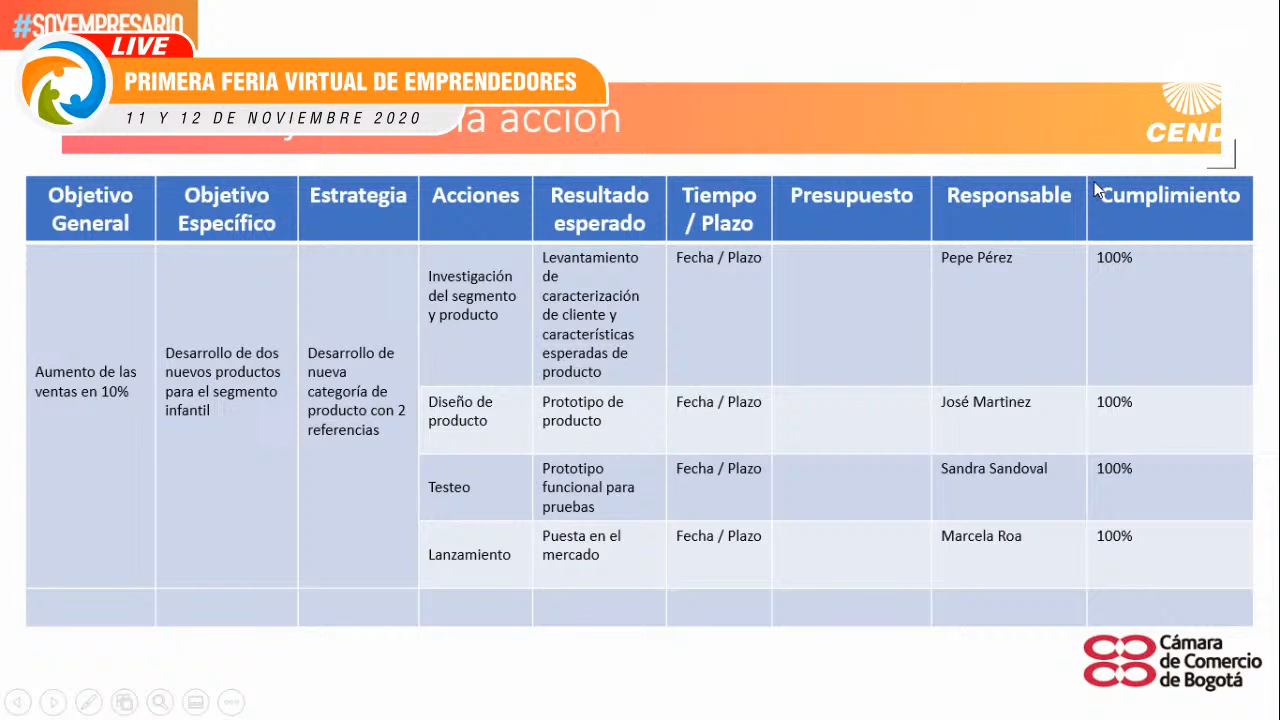 #SOYEMPRESARIO
LIVE
PRIMERA FERIA VIRTUAL DE EMPRENDEDORES
11 Y 12 DE NOVIEMBRE 2020
la acción
CEND
Objetivo General
Objetivo Específico
Estrategia
Acciones
Resultado esperado
Tiempo / Plazo
Presupuesto
Responsable
Cumplimiento
Aumento de las
ventas en 10%
Desarrollo de dos
nuevos productos
para el segmento
infantil
Desarrollo de
nueva
categoría de
producto con 2
referencias
Investigación
del segmento
y producto
Levantamiento
de
caracterización
de cliente y
características
esperadas de
producto
Fecha / Plazo
Pepe Pérez
100%
Diseño de
producto
Prototipo de
producto
Fecha / Plazo
José Martinez
100%
Testeo
Prototipo
funcional para
pruebas
Fecha / Plazo
Sandra Sandoval
100%
Lanzamiento
Puesta en el
mercado
Fecha / Plazo
Marcela Roa
100%
Cámara
de Comercio
de Bogotá